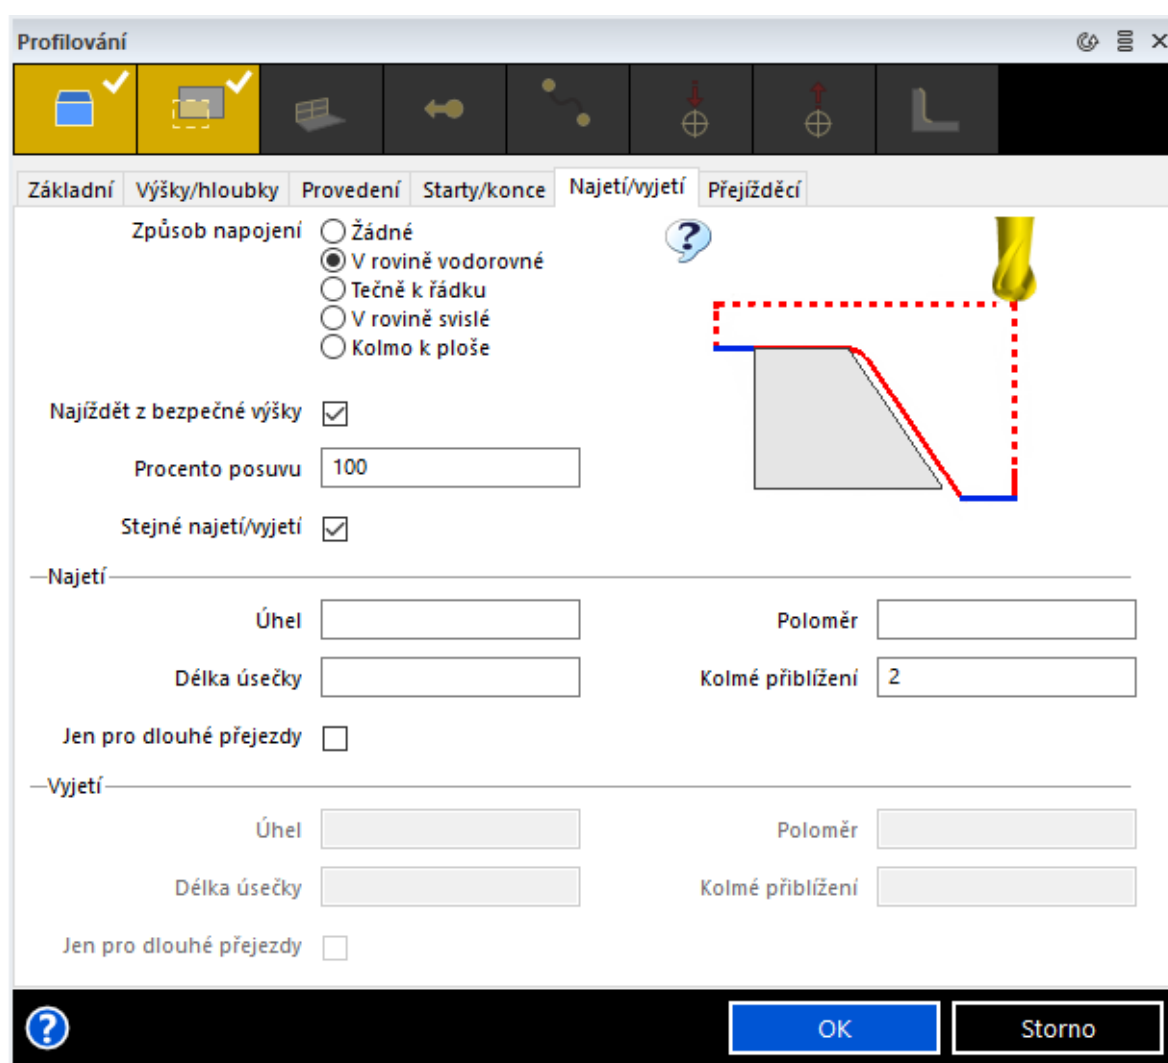 Profilování
Základní Výšky/hloubky Provedení Starty/konce Najetí/vyjetí Přejížděcí
Způsob napojení Žádné
V rovině vodorovné
Tečně k řádku
V rovině svislé
Kolmo k ploše
Najíždět z bezpečné výšky
Procento posuvu 100
Stejné najetí/vyjetí
Najetí
Úhel Poloměr
Délka úsečky Kolmé přiblížení 2
Jen pro dlouhé přejezdy
Vyjetí
Úhel Poloměr
Délka úsečky Kolmé přiblížení
Jen pro dlouhé přejezdy
OK Storno